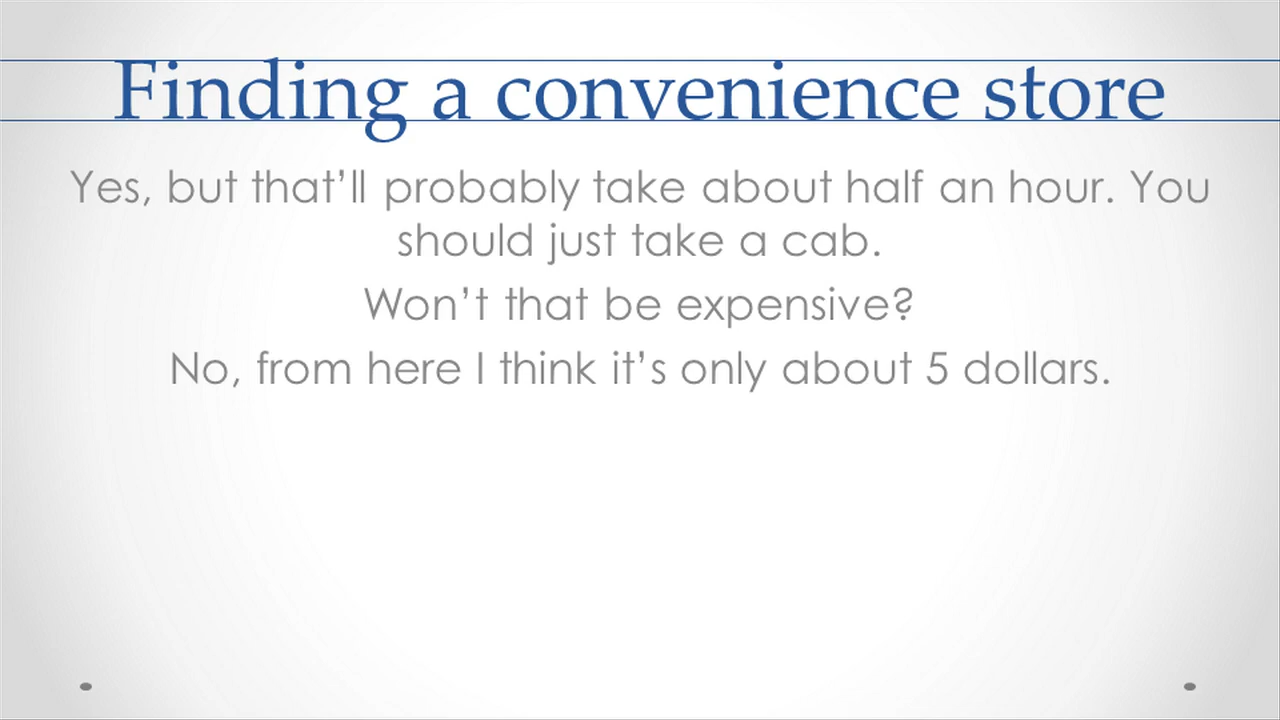 Finding a convenience store
Yes, but that’ll probably take about half an hour. You
should just take a cab.
Won’t that be expensive?
No, from here I think it’s only about 5 dollars.